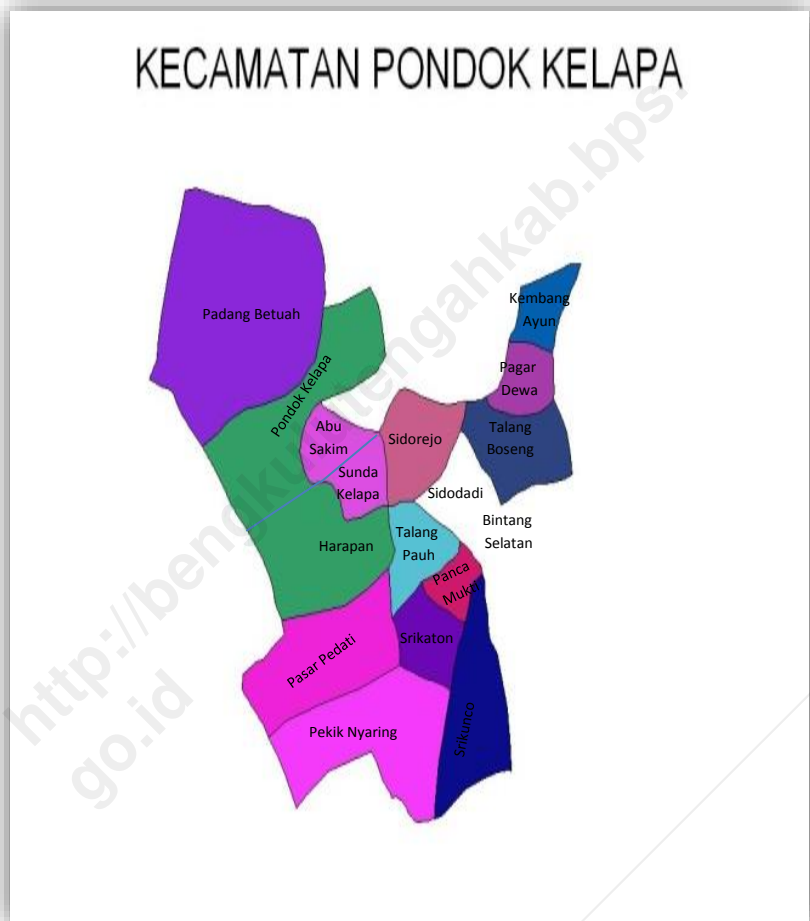 KECAMATAN PONDOK KELAPA
Kembang
Ayun
Padang Betuah
Pagar
Dewa
Pondok Kelapa
Abu
Sakim
Sidorejo
Talang
Boseng
Sunda
Kelapa
Sidodadi
Bintang
Selatan
Talang
Pauh
Harapan
Panca
Mukti
Srikaton
Pasar Pedati
Pekik Nyaring
Srikunco
http://bengkulutengahkab.bps.
go.id